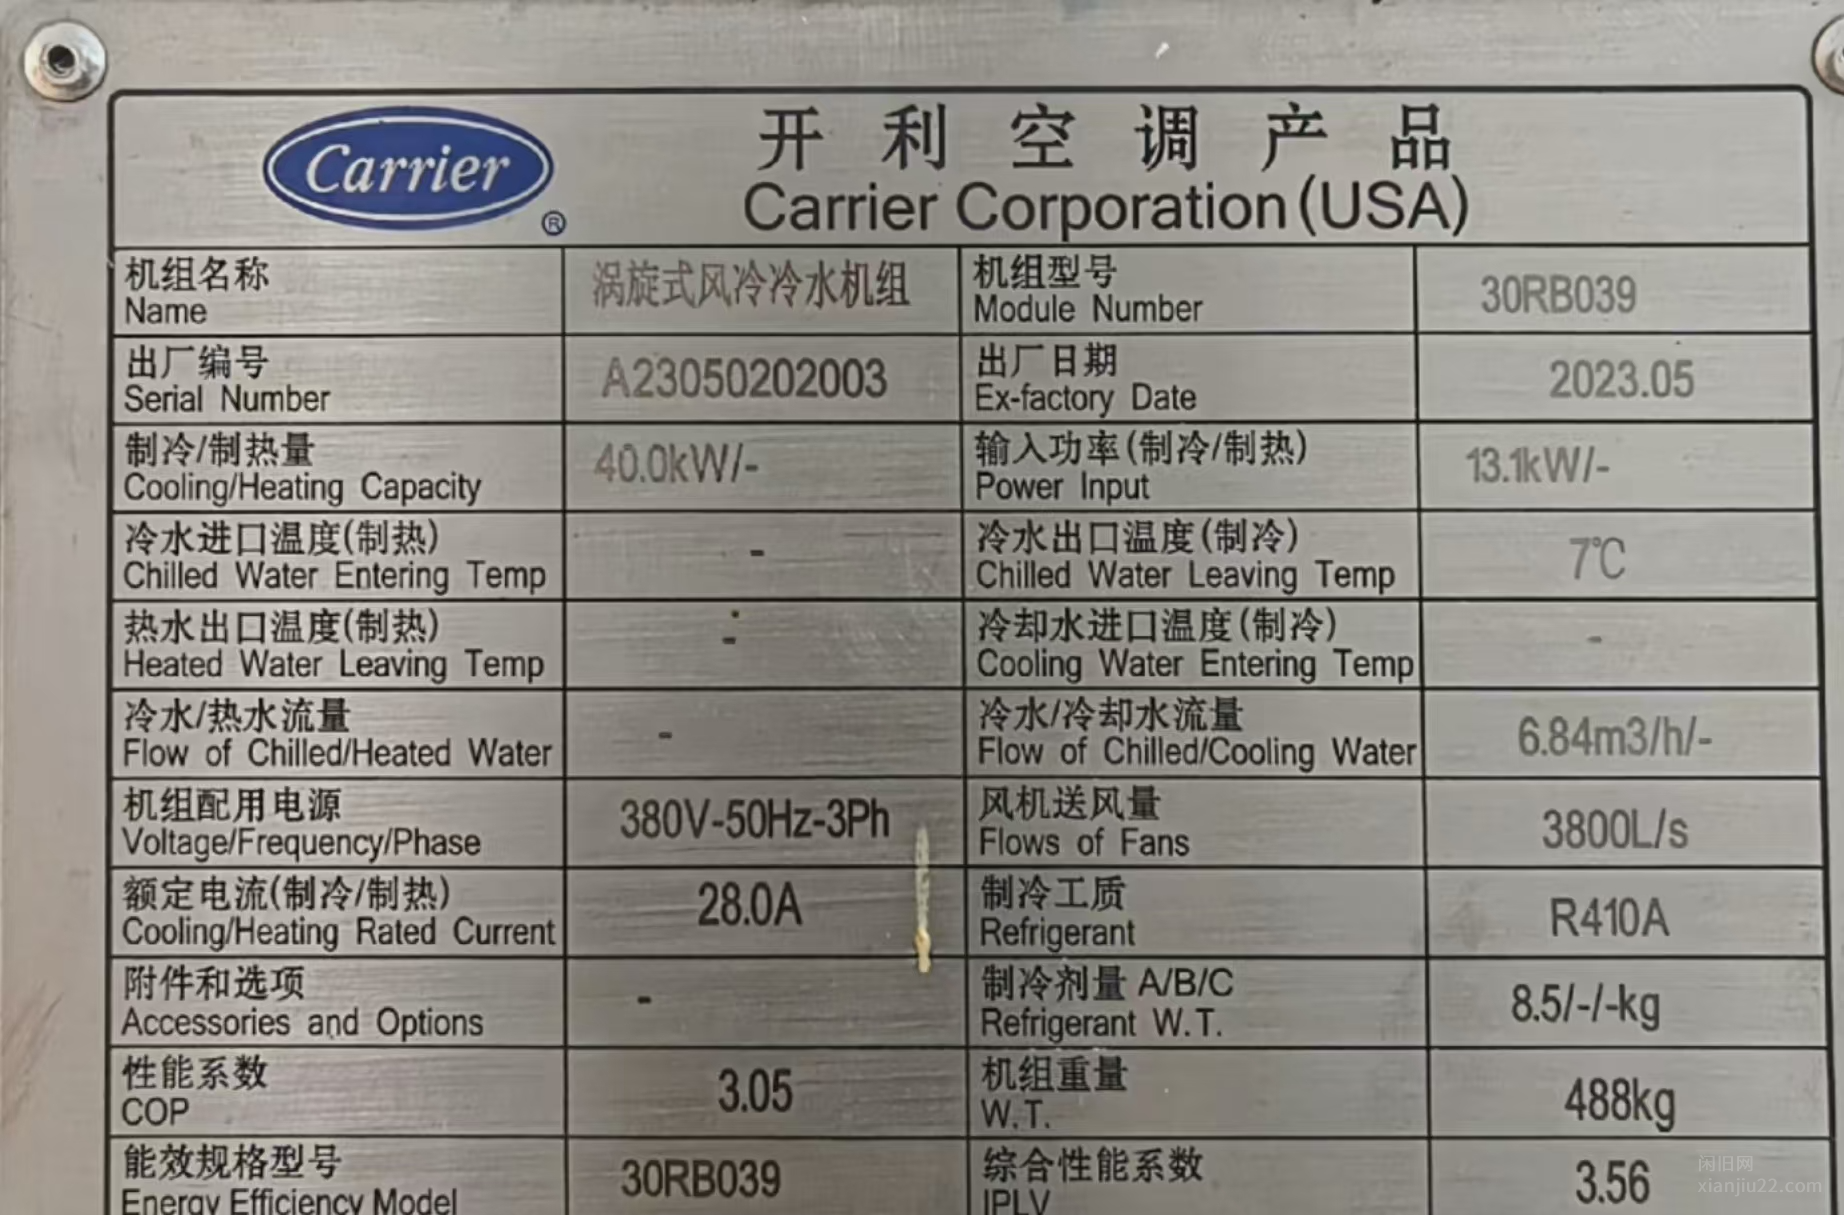 Carrier
®
开利空调产品
Carrier Corporation(USA)
机组名称
Name
涡旋式风冷冷水机组
机组型号
Module Number
30RB039
出厂编号
Serial Number
A23050202003
出厂日期
Ex-factory Date
2023.05
制冷/制热量
Cooling/Heating Capacity
40.0kW/-
输入功率(制冷/制热)
Power Input
13.1kW/-
冷水进口温度(制热)
Chilled Water Entering Temp
-
冷水出口温度(制冷)
Chilled Water Leaving Temp
7℃
热水出口温度(制热)
Heated Water Leaving Temp
-
冷却水进口温度(制冷)
Cooling Water Entering Temp
-
冷水/热水流量
Flow of Chilled/Heated Water
-
冷水/冷却水流量
Flow of Chilled/Cooling Water
6.84m3/h/-
机组配用电源
Voltage/Frequency/Phase
380V-50Hz-3Ph
风机送风量
Flows of Fans
3800L/s
额定电流(制冷/制热)
Cooling/Heating Rated Current
28.0A
制冷工质
Refrigerant
R410A
附件和选项
Accessories and Options
-
制冷剂量 A/B/C
Refrigerant W.T.
8.5/-/-kg
性能系数
COP
3.05
机组重量
W.T.
488kg
能效规格型号
Energy Efficiency Model
30RB039
综合性能系数
IPLV
3.56
闲旧网
xianjiu22.com